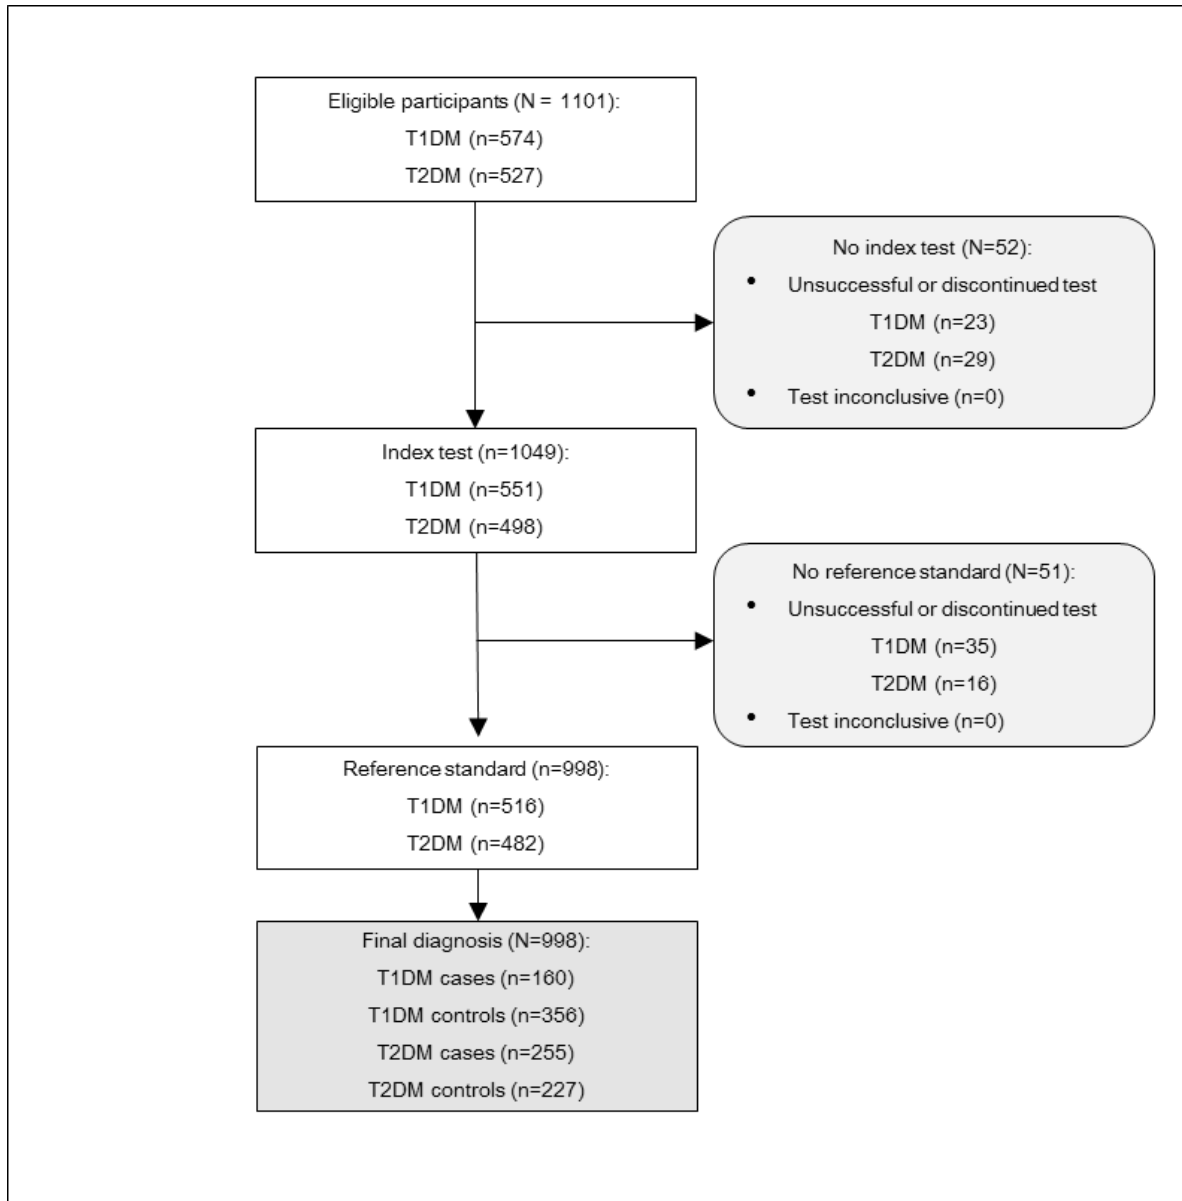 Eligible participants (N = 1101):
T1DM (n=574)
T2DM (n=527)
No index test (N=52):
• Unsuccessful or discontinued test
T1DM (n=23)
T2DM (n=29)
• Test inconclusive (n=0)
Index test (n=1049):
T1DM (n=551)
T2DM (n=498)
No reference standard (N=51):
• Unsuccessful or discontinued test
T1DM (n=35)
T2DM (n=16)
• Test inconclusive (n=0)
Reference standard (n=998):
T1DM (n=516)
T2DM (n=482)
Final diagnosis (N=998):
T1DM cases (n=160)
T1DM controls (n=356)
T2DM cases (n=255)
T2DM controls (n=227)